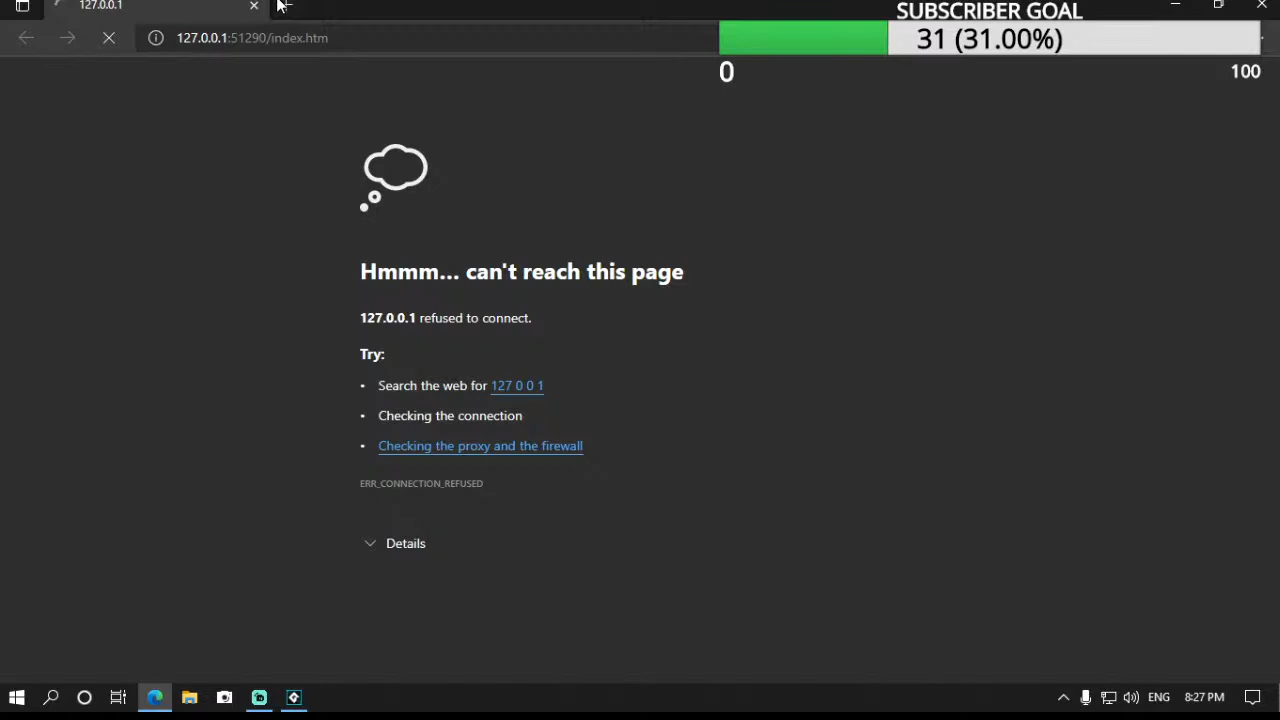 127.0.0.1
SUBSCRIBER GOAL
127.0.0.1:51290/index.htm
31 (31.00%)
0
100
Hmmm... can't reach this page
127.0.0.1 refused to connect.
Try:
• Search the web for 127 0 0 1
• Checking the connection
• Checking the proxy and the firewall
ERR_CONNECTION_REFUSED
Details
ENG
8:27 PM